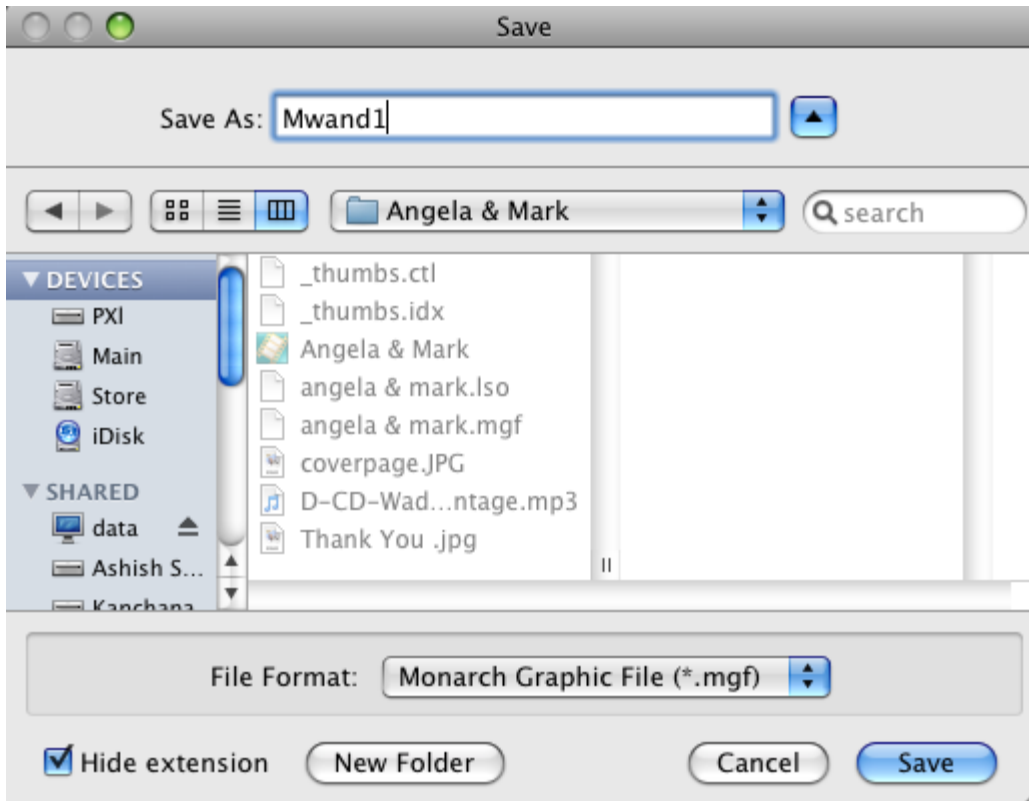 Save
Save As: Mwand1
Angela & Mark
search
DEVICES
PXl
Main
Store
iDisk
SHARED
data
Ashish S...
Kanchana
_thumbs.ctl
_thumbs.idx
Angela & Mark
angela & mark.lso
angela & mark.mgf
coverpage.JPG
D-CD-Wad...ntage.mp3
Thank You .jpg
File Format: Monarch Graphic File (*.mgf)
Hide extension
New Folder
Cancel
Save